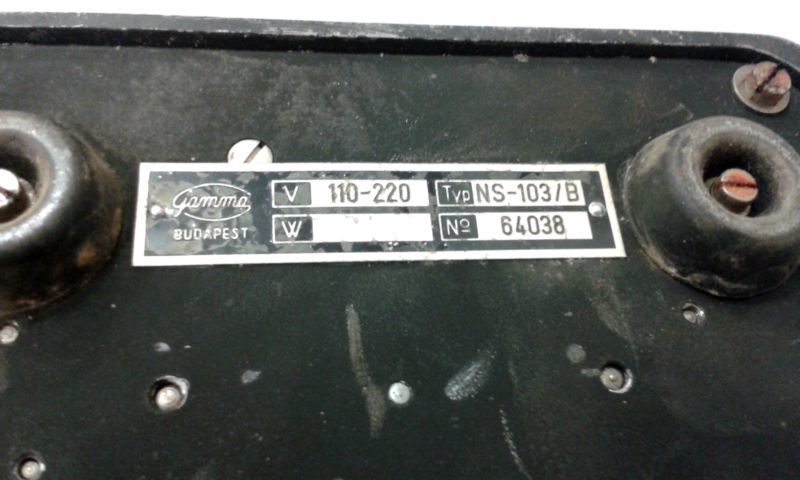 Gamma
BUDAPEST
V 110-220
W
Typ NS-103/B
Nº 64038